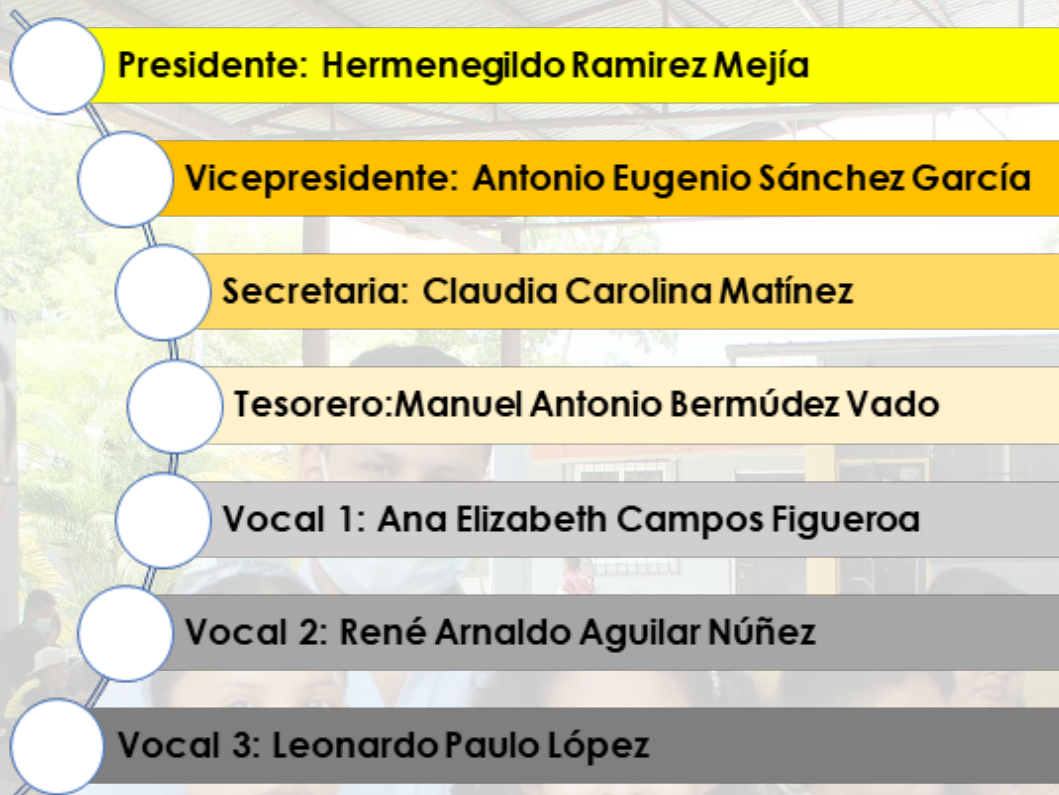 Presidente: Hermenegildo Ramirez Mejía
Vicepresidente: Antonio Eugenio Sánchez García
Secretaria: Claudia Carolina Matínez
Tesorero:Manuel Antonio Bermúdez Vado
Vocal 1: Ana Elizabeth Campos Figueroa
Vocal 2: René Arnaldo Aguilar Núñez
Vocal 3: Leonardo Paulo López